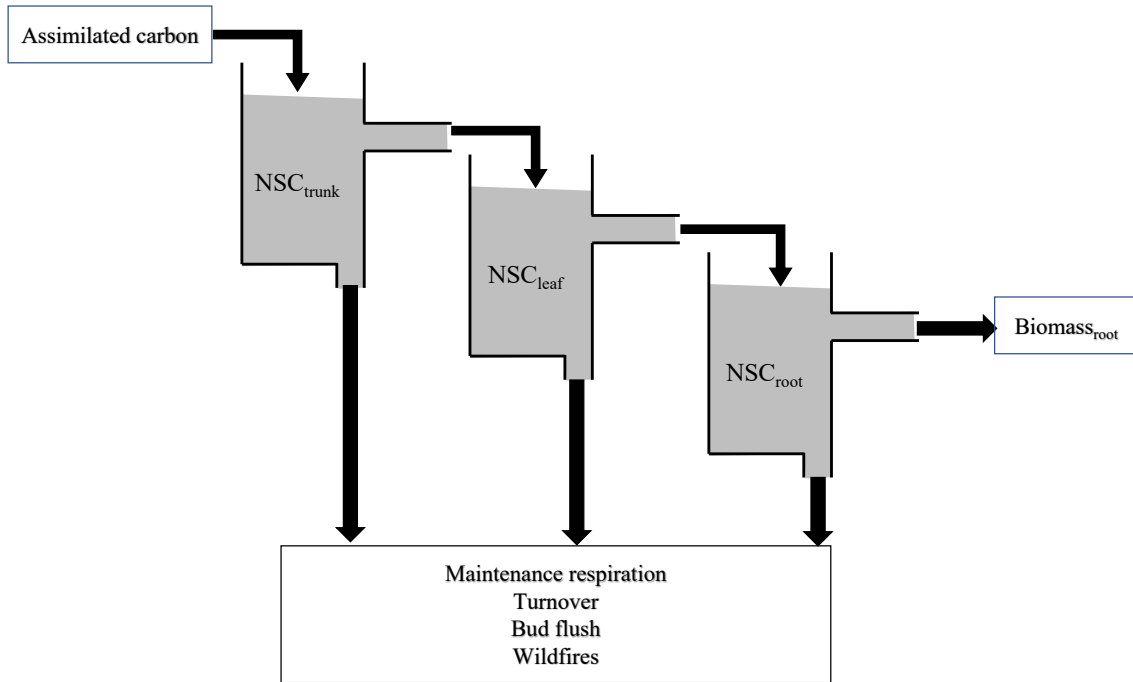 Assimilated carbon
NSCtrunk
NSCleaf
NSCroot
Biomassroot
Maintenance respiration
Turnover
Bud flush
Wildfires